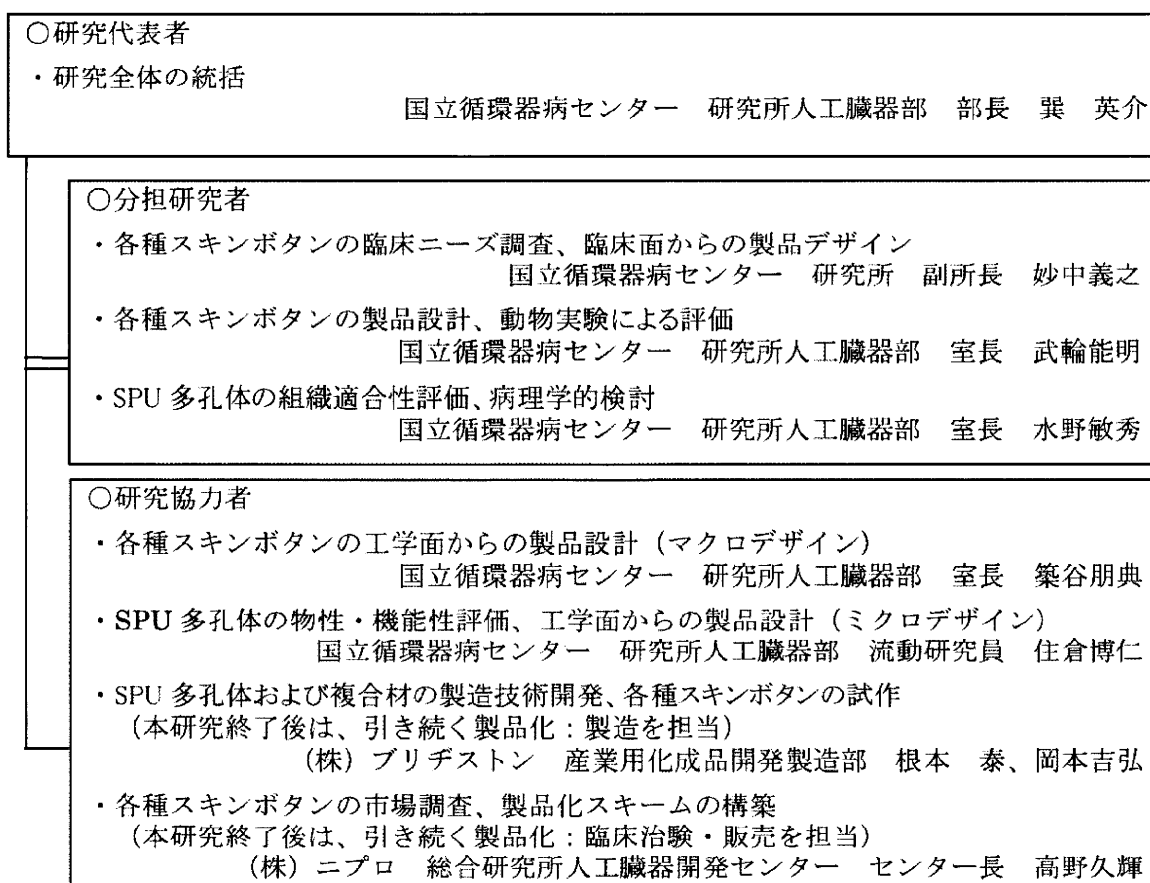 ○研究代表者
・研究全体の統括
国立循環器病センター 研究所人工臓器部 部長 巽 英介
○分担研究者
・各種スキンボタンの臨床ニーズ調査、臨床面からの製品デザイン
国立循環器病センター 研究所 副所長 妙中義之
・各種スキンボタンの製品設計、動物実験による評価
国立循環器病センター 研究所人工臓器部 室長 武輪能明
・SPU 多孔体の組織適合性評価、病理学的検討
国立循環器病センター 研究所人工臓器部 室長 水野敏秀
○研究協力者
・各種スキンボタンの工学面からの製品設計（マクロデザイン）
国立循環器病センター 研究所人工臓器部 室長 築谷朋典
・SPU 多孔体の物性・機能性評価、工学面からの製品設計（ミクロデザイン）
国立循環器病センター 研究所人工臓器部 流動研究員 住倉博仁
・SPU 多孔体および複合材の製造技術開発、各種スキンボタンの試作
（本研究終了後は、引き続く製品化：製造を担当）
（株）ブリヂストン 産業用化成品開発製造部 根本 泰、岡本吉弘
・各種スキンボタンの市場調査、製品化スキームの構築
（本研究終了後は、引き続く製品化：臨床治験・販売を担当）
（株）ニプロ 総合研究所人工臓器開発センター センター長 高野久輝